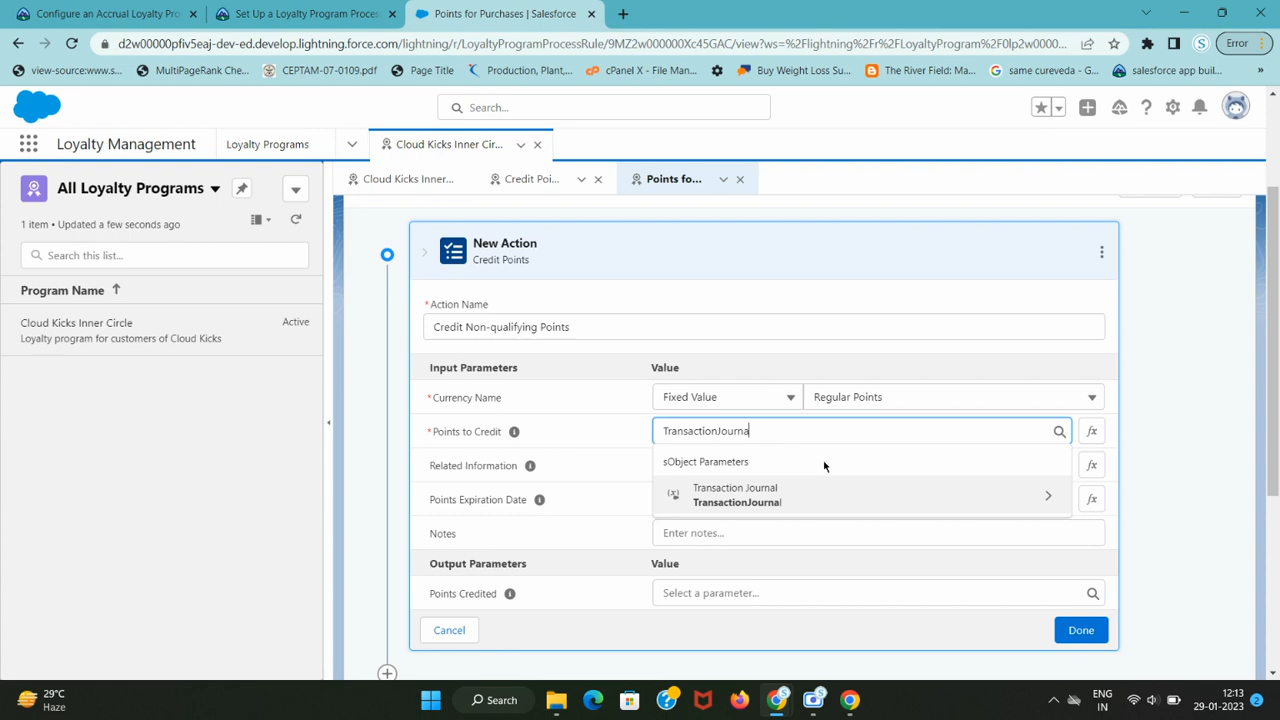 Configure an Accrual Loyalty Prog
Set Up a Loyalty Program Process
Points for Purchases | Salesforce
d2w00000pfiv5eaj-dev-ed.develop.lightning.force.com/lightning/r/LoyaltyProgramProcessRule/9MZ2w000000Xc45GAC/view?ws=%2Flightning%2Fr%2FLoyaltyProgram%2F0lp2w0000...
Error
view-source:www.s...
MultiPageRank Che...
CEPTAM-07-0109.pdf
Page Title
Production, Plant,...
cPanel X - File Man...
Buy Weight Loss Su...
The River Field: Ma...
same cureveda - G...
salesforce app buil...
Search...
Loyalty Management
Loyalty Programs
Cloud Kicks Inner Cir...
All Loyalty Programs
1 item • Updated a few seconds ago
Search this list...
Program Name
Cloud Kicks Inner Circle
Active
Loyalty program for customers of Cloud Kicks
Cloud Kicks Inner...
Credit Poi...
Points fo...
New Action
Credit Points
*Action Name
Credit Non-qualifying Points
Input Parameters
Value
*Currency Name
Fixed Value
Regular Points
*Points to Credit
TransactionJourna
fx
sObject Parameters
Related Information
fx
Transaction Journal
TransactionJournal
Points Expiration Date
fx
Notes
Enter notes...
Output Parameters
Value
Points Credited
Select a parameter...
Cancel
Done
29°C
Haze
Search
ENG
IN
12:13
29-01-2023